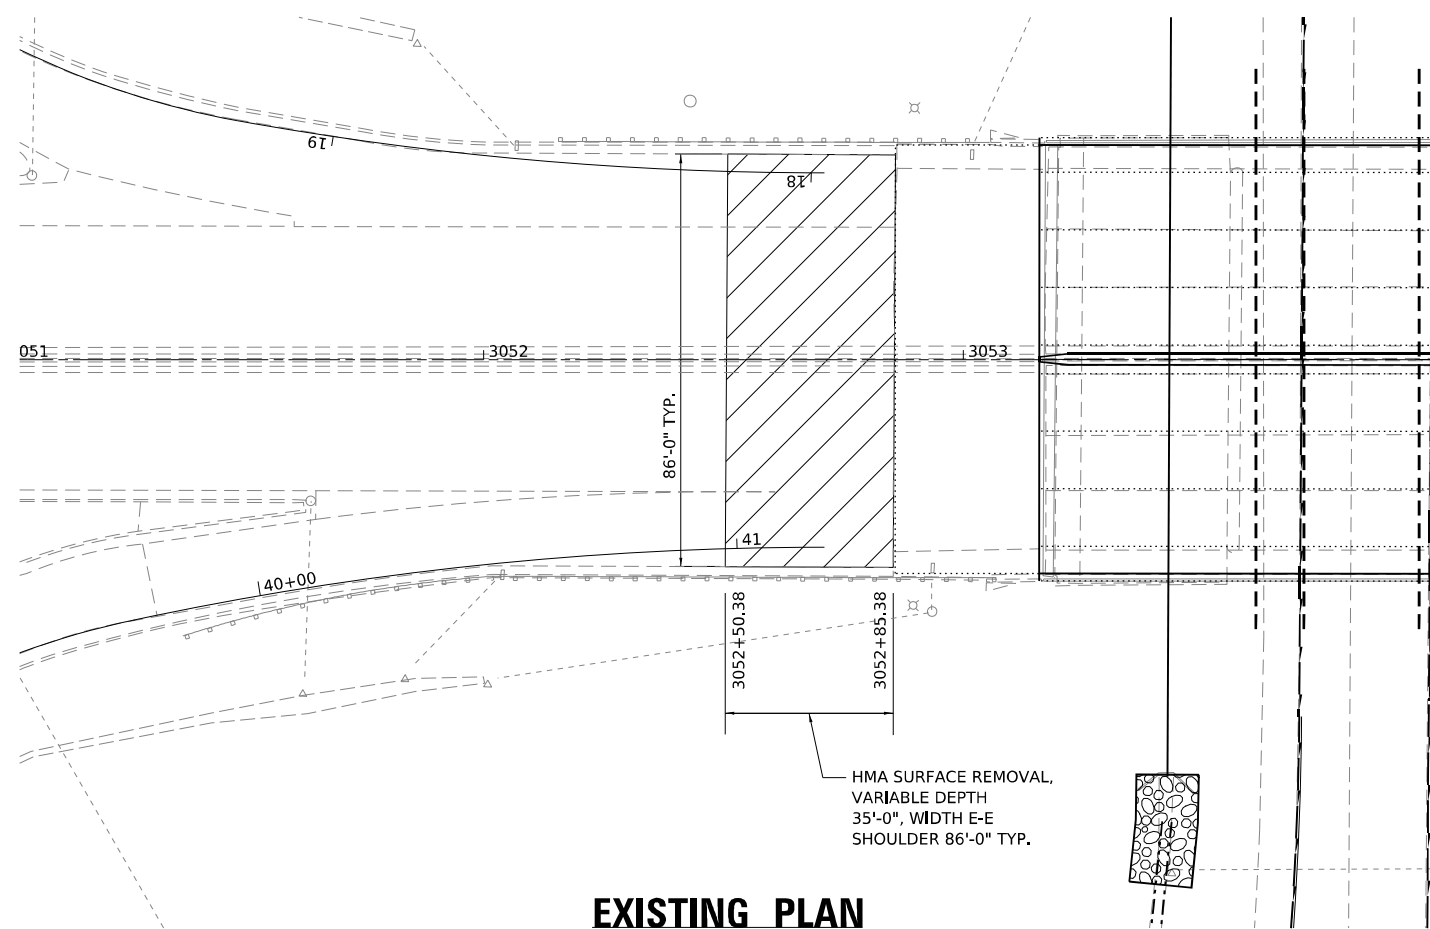 19
18
051
3052
3053
86'-0" TYP.
41
40+00
3052+50.38
3052+85.38
HMA SURFACE REMOVAL,
VARIABLE DEPTH
35'-0", WIDTH E-E
SHOULDER 86'-0" TYP.
EXISTING PLAN